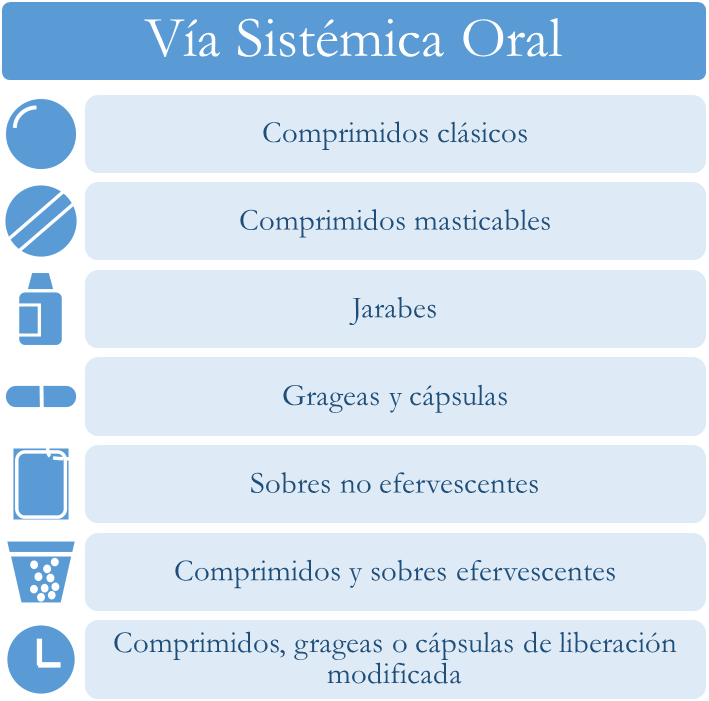 Vía Sistémica Oral
Comprimidos clásicos
Comprimidos masticables
Jarabes
Grageas y cápsulas
Sobres no efervescentes
Comprimidos y sobres efervescentes
Comprimidos, grageas o cápsulas de liberación
modificada